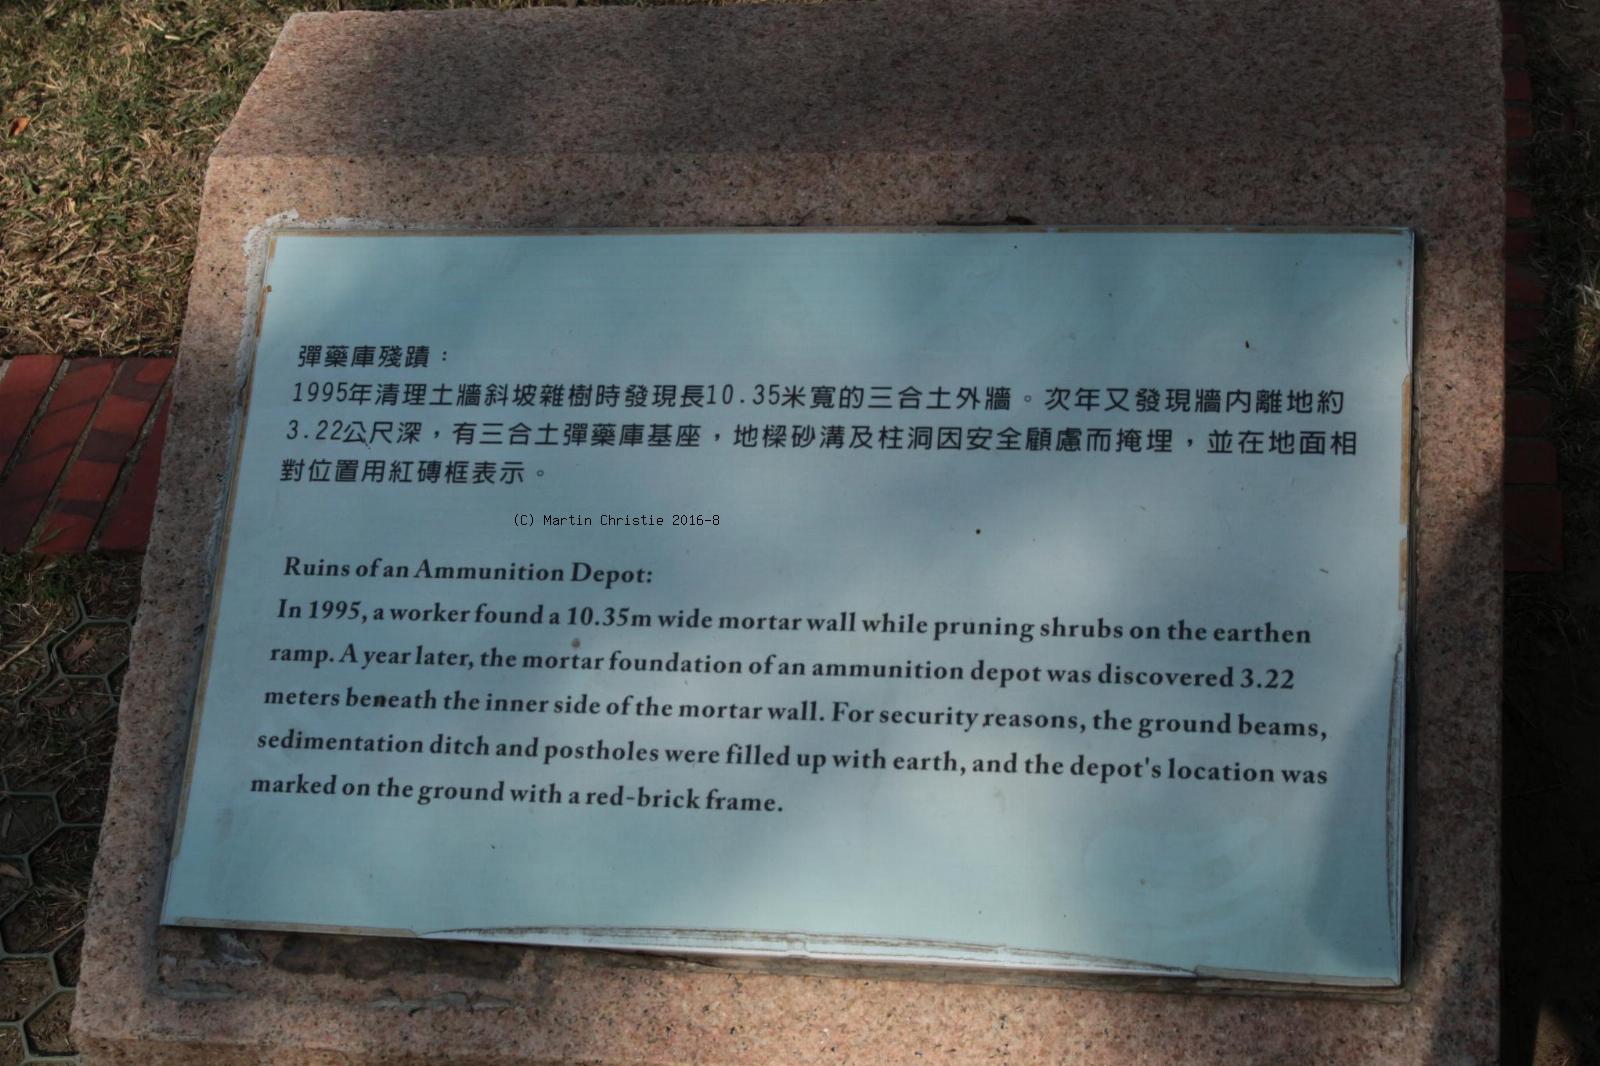 彈藥庫殘蹟：
1995年清理土牆斜坡雜樹時發現長10.35米寬的三合土外牆。次年又發現牆內離地約
3.22公尺深，有三合土彈藥庫基座，地樑砂溝及柱洞因安全顧慮而掩埋，並在地面相
對位置用紅磚框表示。
(C) Martin Christie 2016-8
Ruins of an Ammunition Depot:
In 1995, a worker found a 10.35m wide mortar wall while pruning shrubs on the earthen
ramp. A year later, the mortar foundation of an ammunition depot was discovered 3.22
meters beneath the inner side of the mortar wall. For security reasons, the ground beams,
sedimentation ditch and postholes were filled up with earth, and the depot's location was
marked on the ground with a red-brick frame.